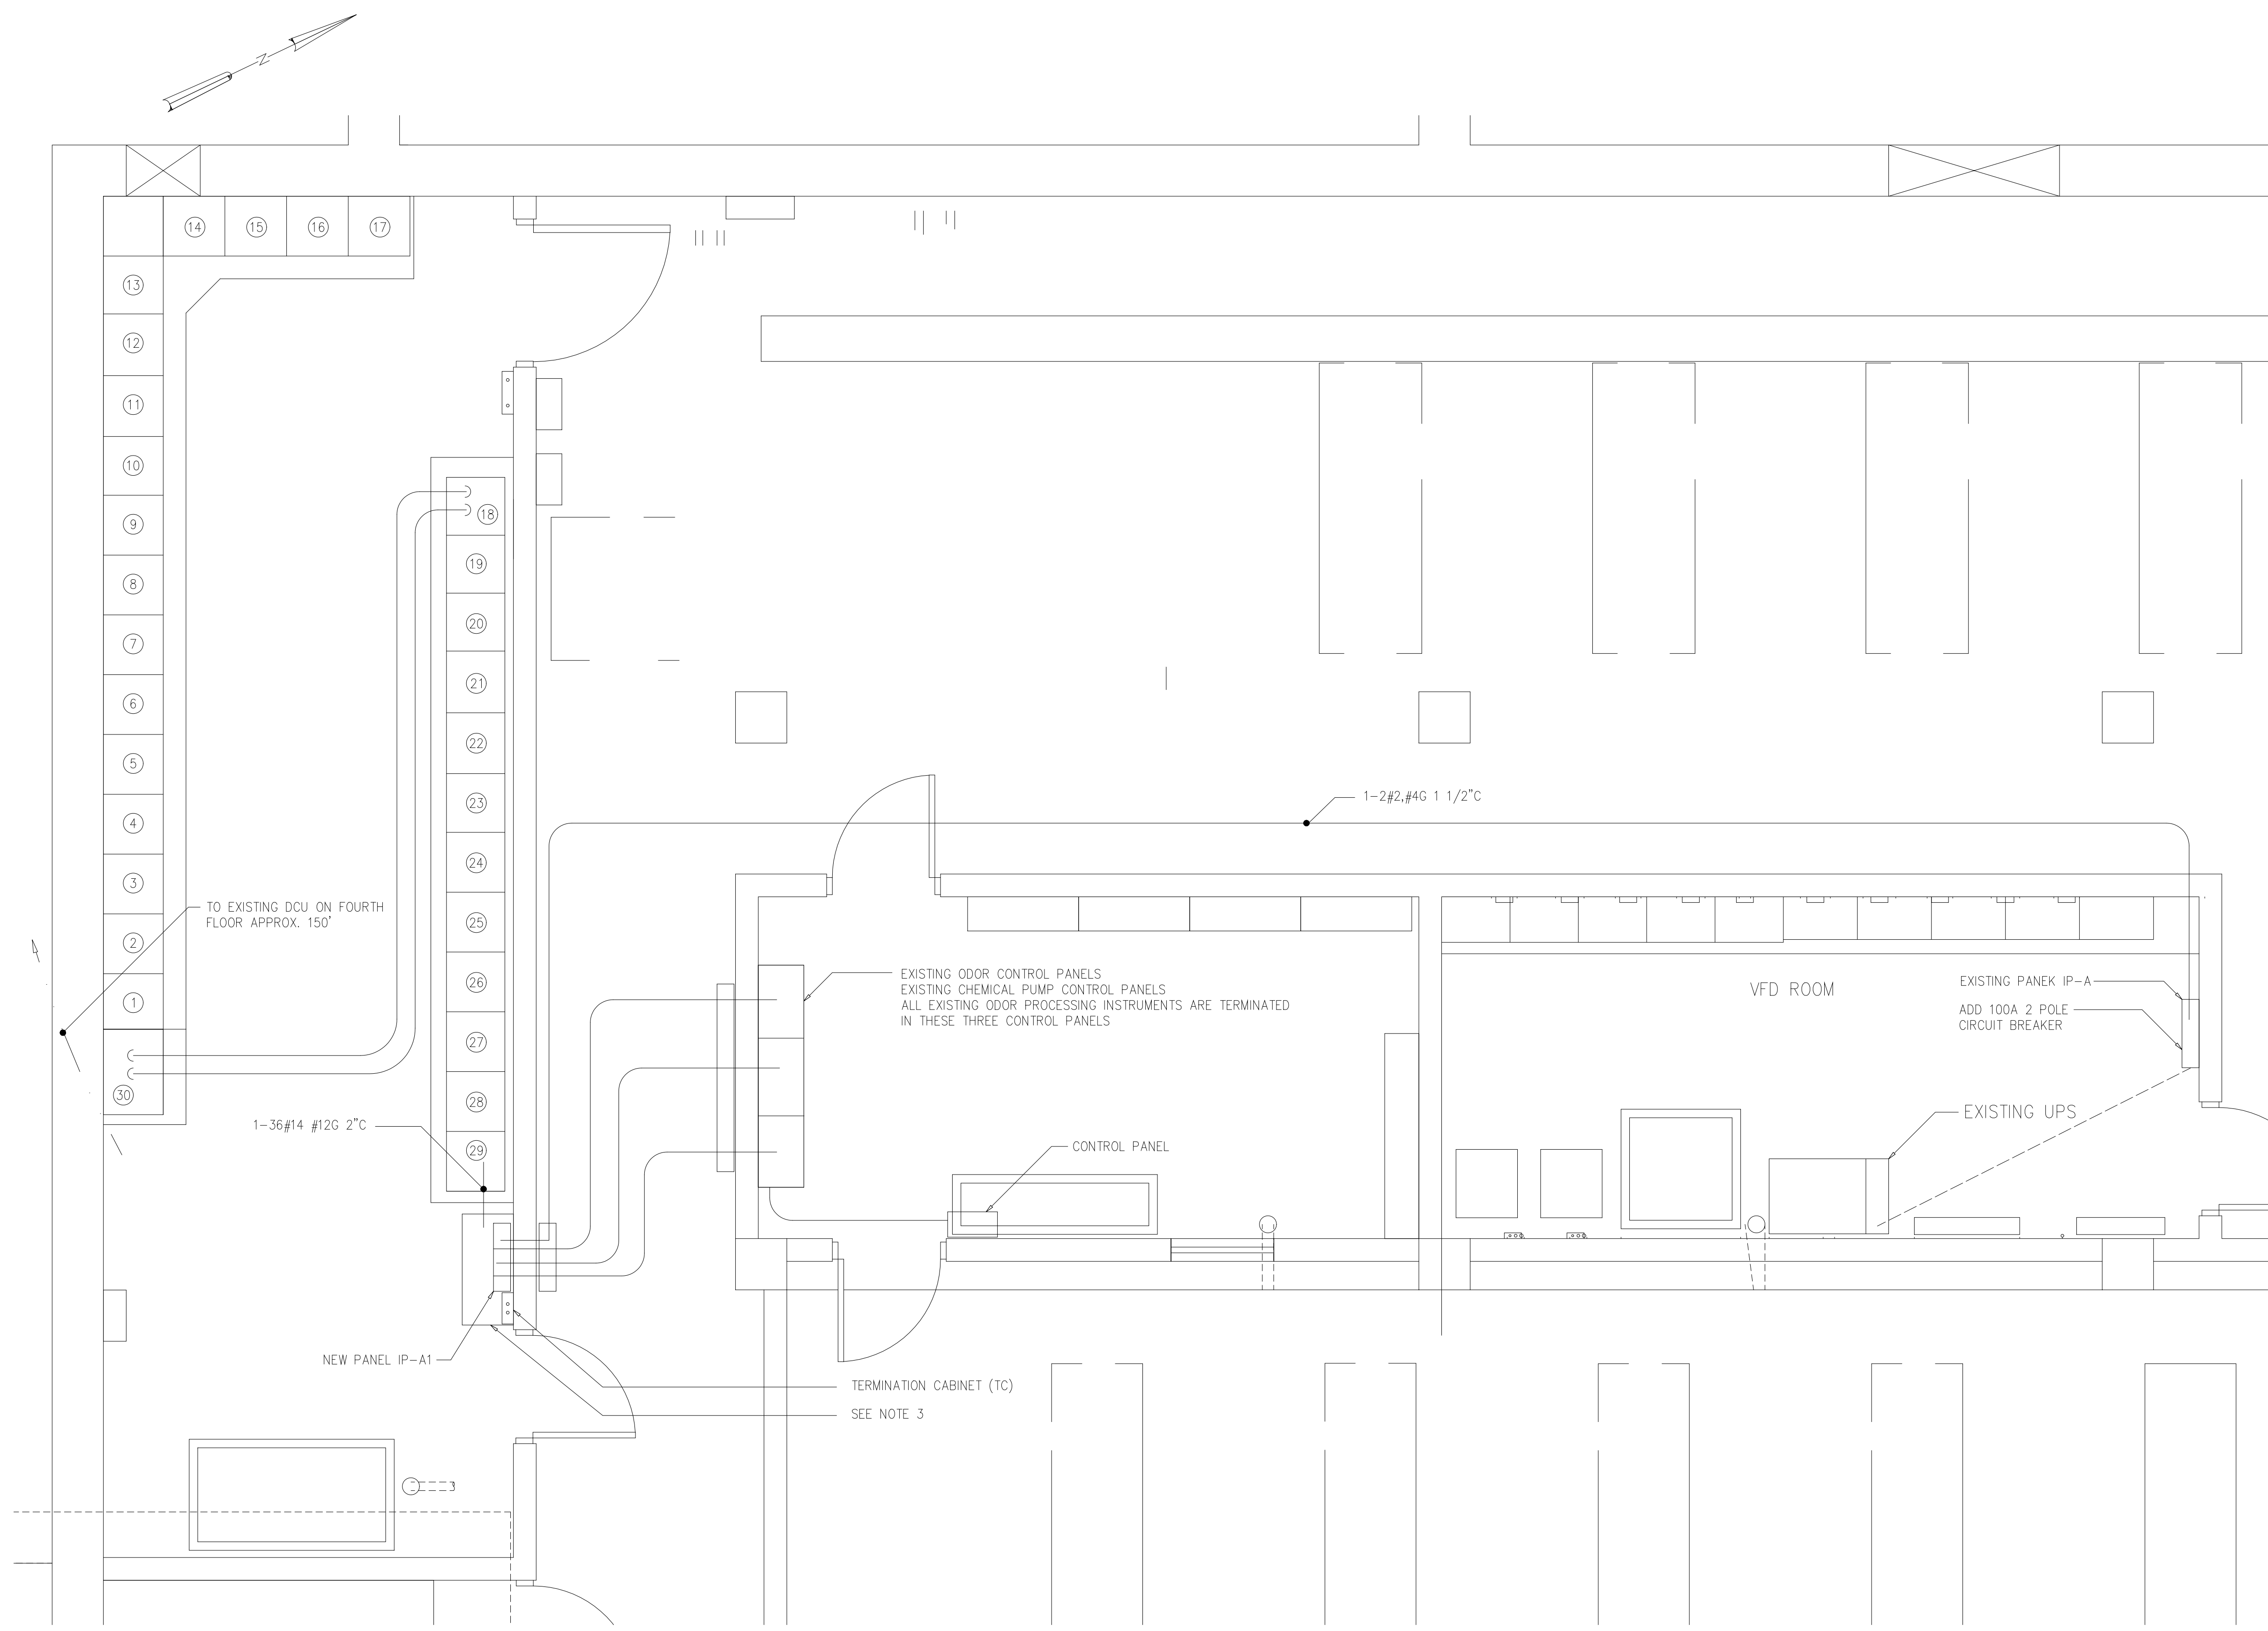 N
14
15
16
17
13
12
11
10
9
8
7
6
5
4
3
2
1
30
18
19
20
21
22
23
24
25
26
27
28
29
1-2#2,#4G 1 1/2"C
TO EXISTING DCU ON FOURTH
FLOOR APPROX. 150'
EXISTING ODOR CONTROL PANELS
EXISTING CHEMICAL PUMP CONTROL PANELS
ALL EXISTING ODOR PROCESSING INSTRUMENTS ARE TERMINATED
IN THESE THREE CONTROL PANELS
VFD ROOM
EXISTING PANEK IP-A
ADD 100A 2 POLE
CIRCUIT BREAKER
EXISTING UPS
1-36#14 #12G 2"C
CONTROL PANEL
NEW PANEL IP-A1
TERMINATION CABINET (TC)
SEE NOTE 3